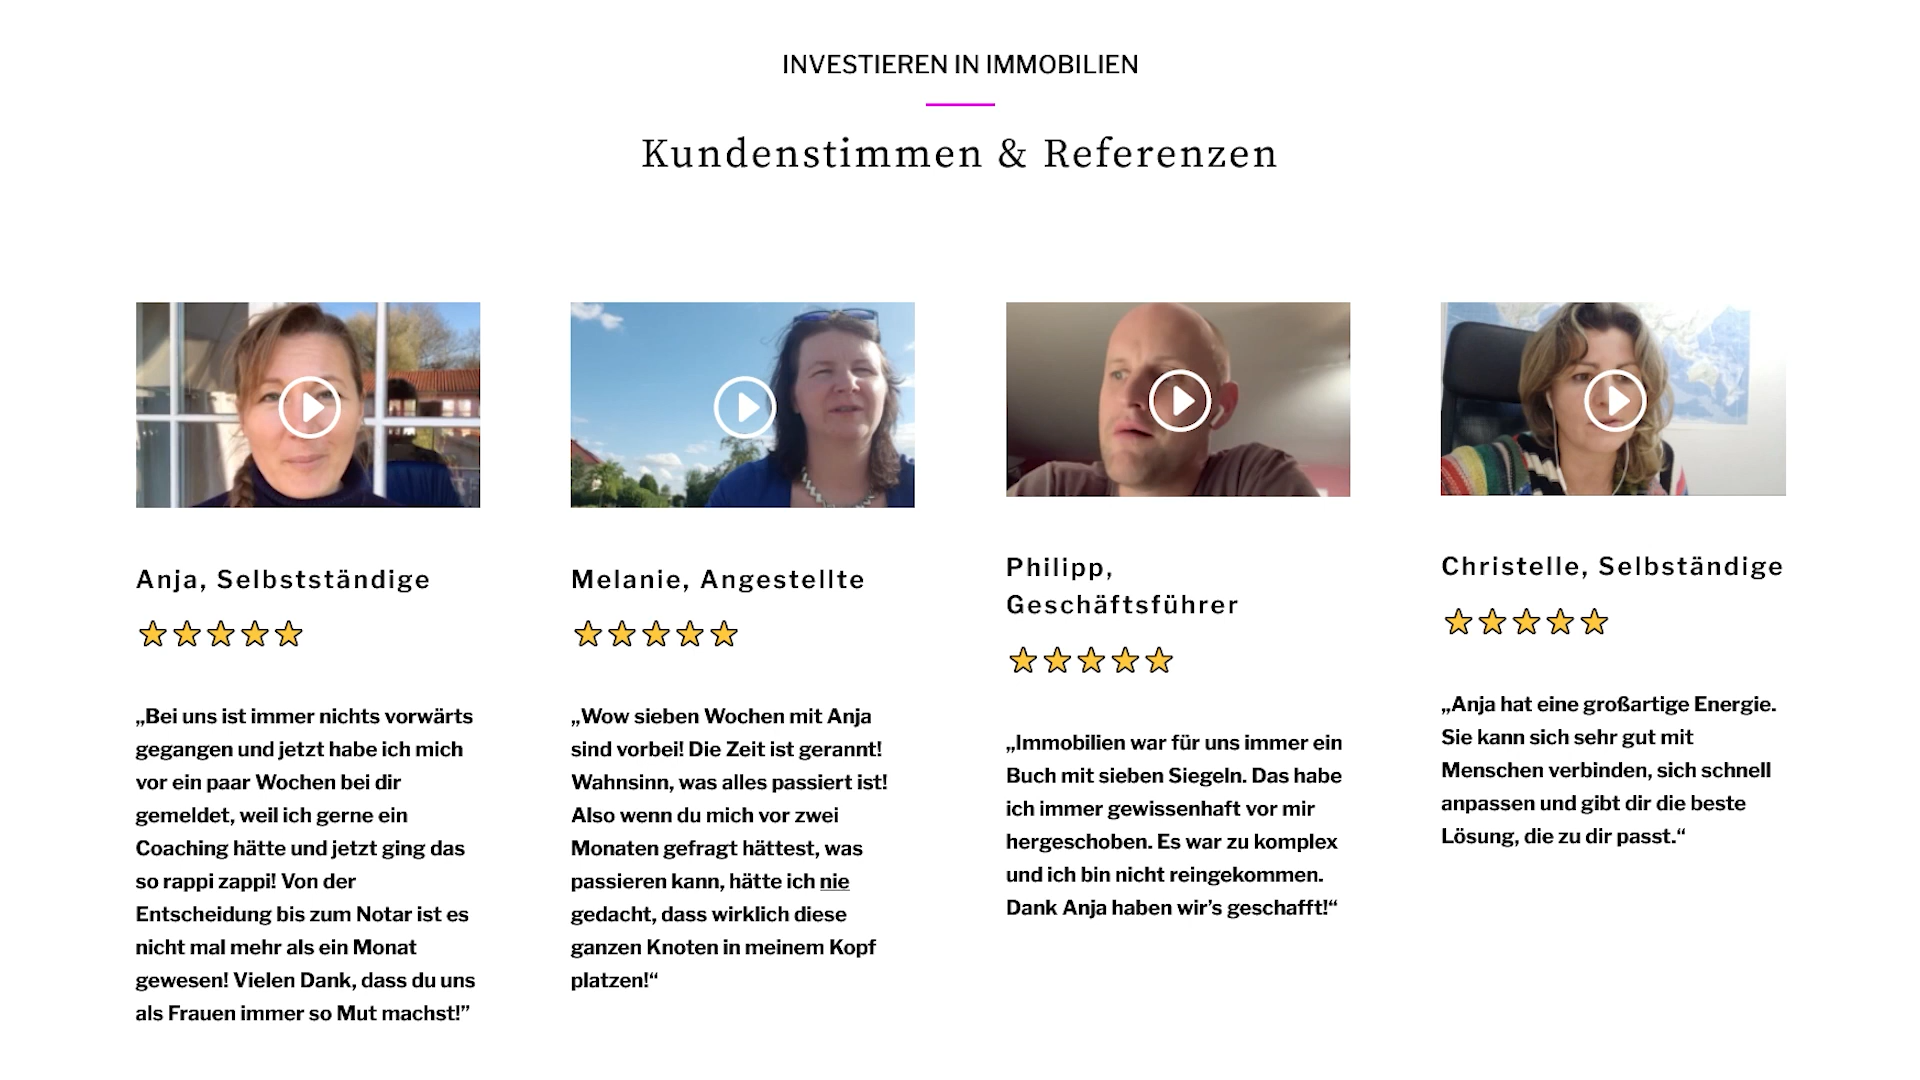 INVESTIEREN IN IMMOBILIEN
Kundenstimmen & Referenzen
Anja, Selbstständige
„Bei uns ist immer nichts vorwärts
gegangen und jetzt habe ich mich
vor ein paar Wochen bei dir
gemeldet, weil ich gerne ein
Coaching hätte und jetzt ging das
so rappi zappi! Von der
Entscheidung bis zum Notar ist es
nicht mal mehr als ein Monat
gewesen! Vielen Dank, dass du uns
als Frauen immer so Mut machst!”
Melanie, Angestellte
„Wow sieben Wochen mit Anja
sind vorbei! Die Zeit ist gerannt!
Wahnsinn, was alles passiert ist!
Also wenn du mich vor zwei
Monaten gefragt hättest, was
passieren kann, hätte ich nie
gedacht, dass wirklich diese
ganzen Knoten in meinem Kopf
platzen!“
Philipp,
Geschäftsführer
„Immobilien war für uns immer ein
Buch mit sieben Siegeln. Das habe
ich immer gewissenhaft vor mir
hergeschoben. Es war zu komplex
und ich bin nicht reingekommen.
Dank Anja haben wir’s geschafft!“
Christelle, Selbständige
„Anja hat eine großartige Energie.
Sie kann sich sehr gut mit
Menschen verbinden, sich schnell
anpassen und gibt dir die beste
Lösung, die zu dir passt.“